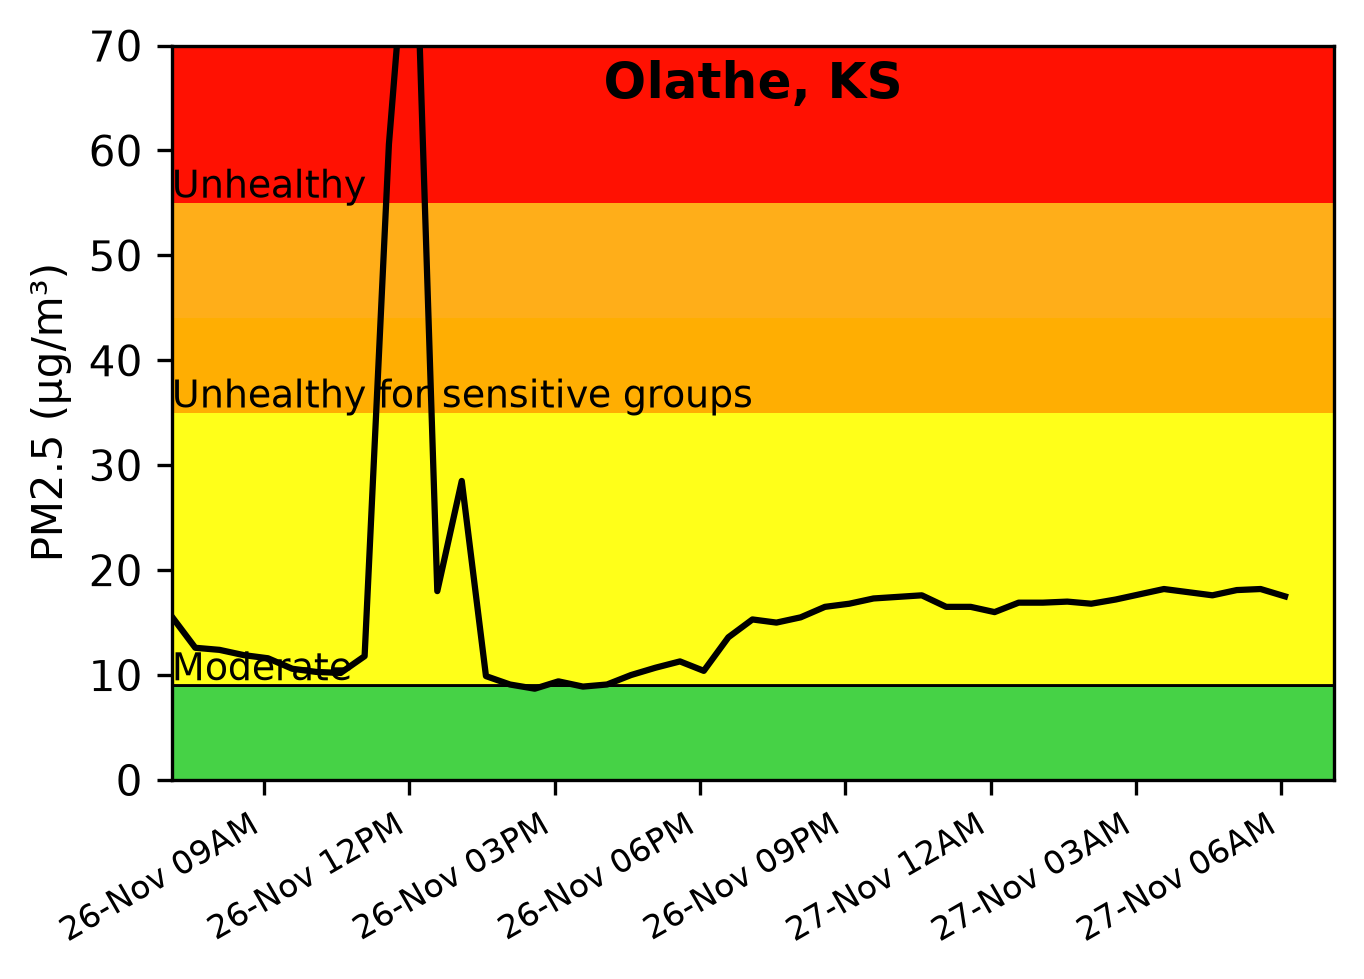 Olathe, KS
PM2.5 (µg/m³)
70
60
50
40
30
20
10
0
Unhealthy
Unhealthy for sensitive groups
Moderate
26-Nov 09AM
26-Nov 12PM
26-Nov 03PM
26-Nov 06PM
26-Nov 09PM
27-Nov 12AM
27-Nov 03AM
27-Nov 06AM